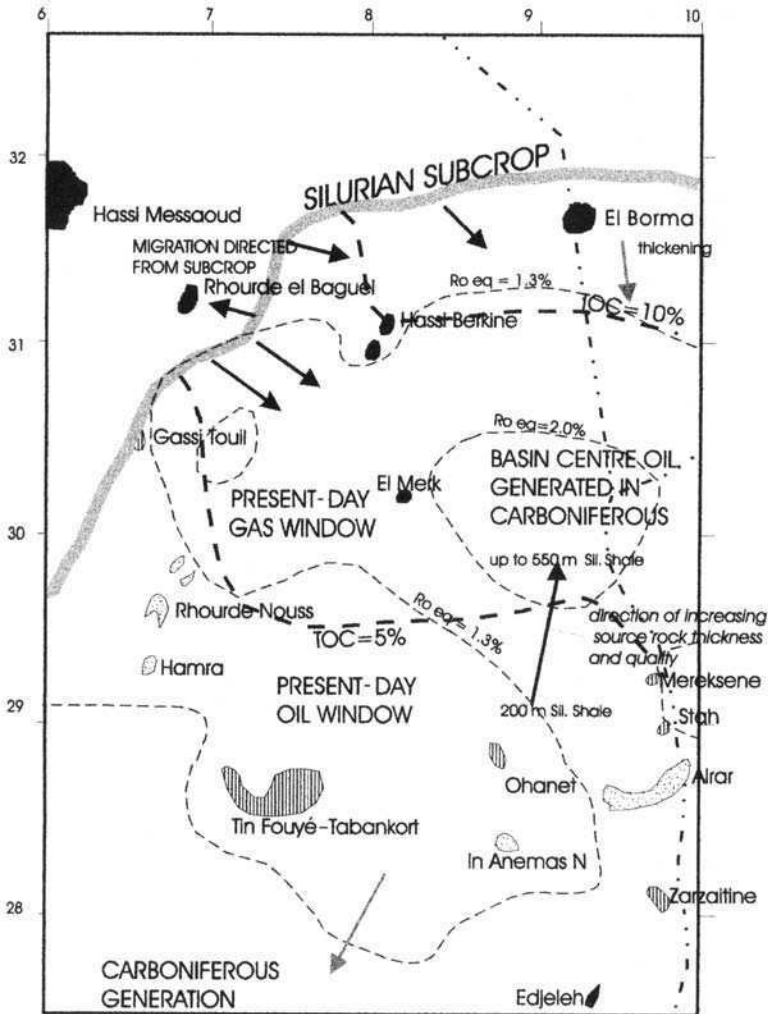 6 7 8 9 10
32
31
30
29
28
SILURIAN SUBCROP
Hassi Messaoud
El Borma
MIGRATION DIRECTED
FROM SUBCROP
thickening
Rhourde el Baguel
Ro eq = 1.3%
TOC=10%
Hassi Berkine
Gassi Touil
Ro eq=2.0%
El Merk
BASIN CENTRE OIL
GENERATED IN
CARBONIFEROUS
PRESENT-DAY
GAS WINDOW
up to 550 m Sil. Shale
Rhourde Nouss
TOC=5%
Ro eq=1.3%
direction of increasing
source rock thickness
and quality
Hamra
PRESENT-DAY
OIL WINDOW
Mereksene
200 m Sil. Shale
Stah
Ohanet
Alrar
Tin Fouyé-Tabankort
In Anemas N
Zarzaitine
CARBONIFEROUS
GENERATION
Edjeleh